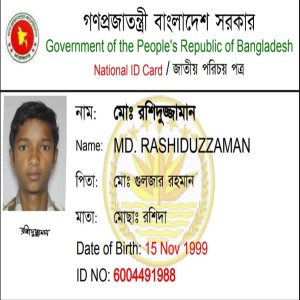 গণপ্রজাতন্ত্রী বাংলাদেশ সরকার
Government of the People's Republic of Bangladesh
National ID Card / জাতীয় পরিচয় পত্র
নাম: মোঃ রশিদুজ্জামান
Name: MD. RASHIDUZZAMAN
পিতা: মোঃ গুলজার রহমান
মাতা: মোছাঃ রশিদা
Date of Birth: 15 Nov 1999
ID NO: 6004491988
রশিদুজ্জামান